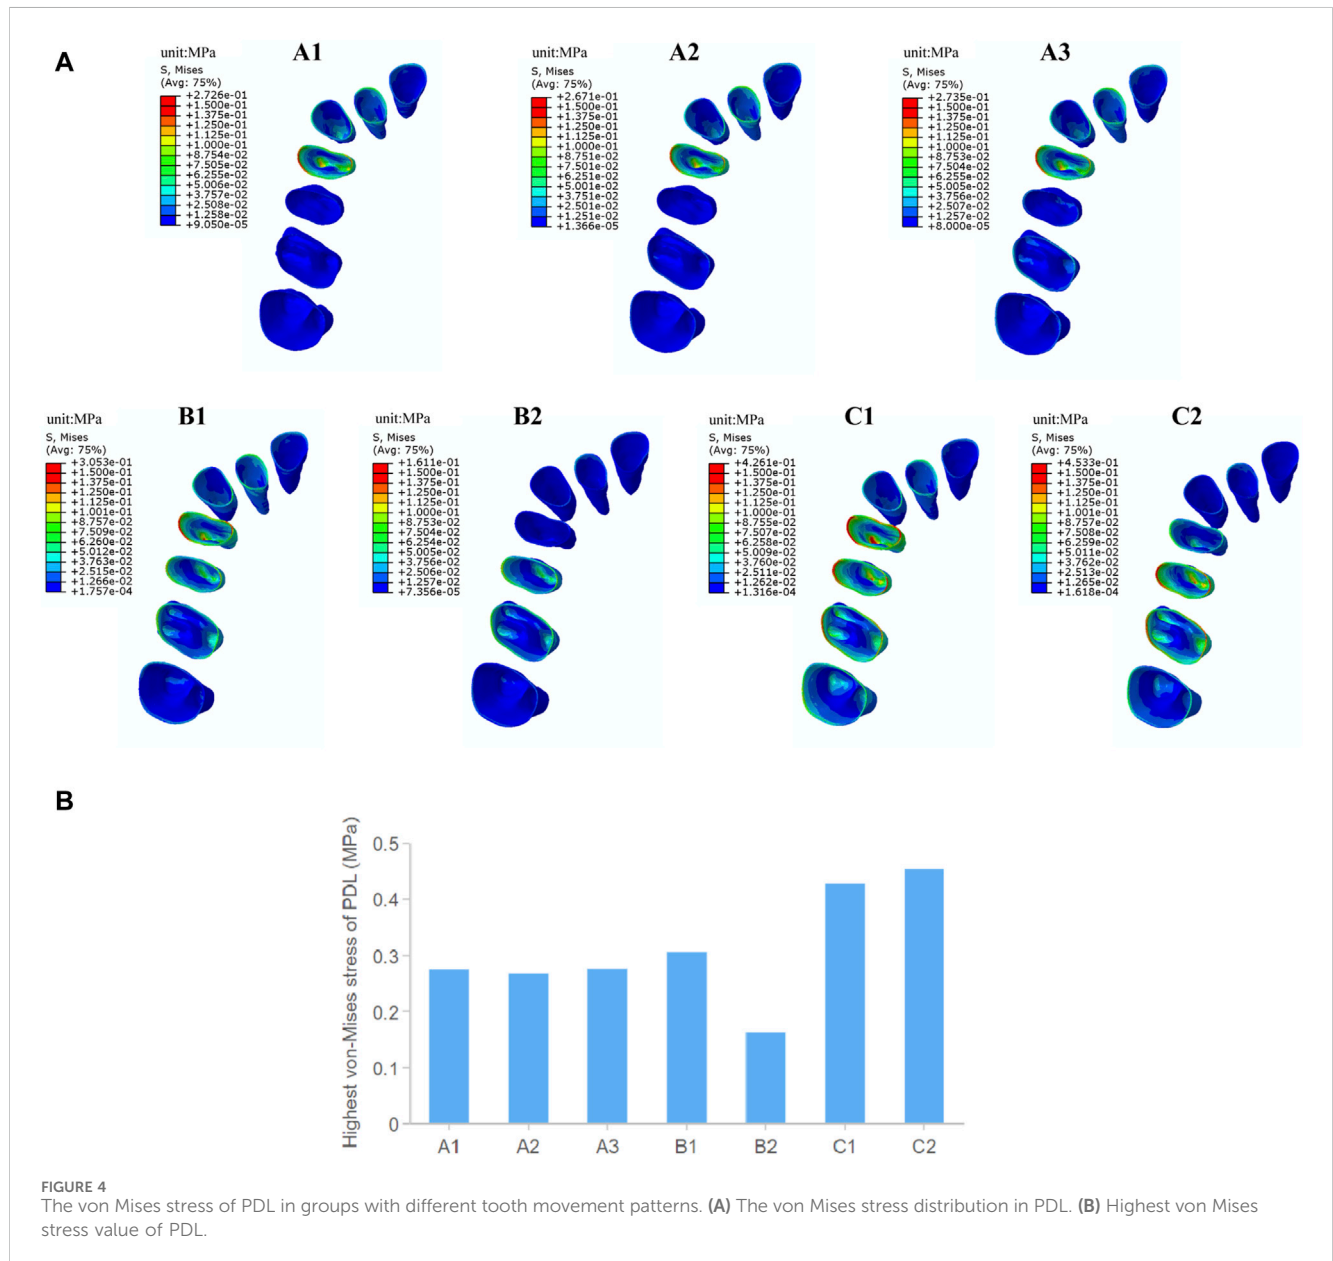 A
unit:MPa
A1
S, Mises
(Avg: 75%)
+2.726e-01
+1.500e-01
+1.375e-01
+1.250e-01
+1.125e-01
+1.000e-01
+8.754e-02
+7.505e-02
+6.255e-02
+5.006e-02
+3.757e-02
+2.508e-02
+1.258e-02
+9.050e-05
unit:MPa
A2
S, Mises
(Avg: 75%)
+2.671e-01
+1.500e-01
+1.375e-01
+1.250e-01
+1.125e-01
+1.000e-01
+8.751e-02
+7.501e-02
+6.251e-02
+5.001e-02
+3.751e-02
+2.501e-02
+1.251e-02
+1.366e-05
unit:MPa
A3
S, Mises
(Avg: 75%)
+2.735e-01
+1.500e-01
+1.375e-01
+1.250e-01
+1.125e-01
+1.000e-01
+8.753e-02
+7.504e-02
+6.255e-02
+5.005e-02
+3.756e-02
+2.507e-02
+1.257e-02
+8.000e-05
unit:MPa
B1
S, Mises
(Avg: 75%)
+3.053e-01
+1.500e-01
+1.375e-01
+1.250e-01
+1.125e-01
+1.001e-01
+8.757e-02
+7.509e-02
+6.260e-02
+5.012e-02
+3.763e-02
+2.515e-02
+1.266e-02
+1.757e-04
unit:MPa
B2
S, Mises
(Avg: 75%)
+1.611e-01
+1.500e-01
+1.375e-01
+1.250e-01
+1.125e-01
+1.000e-01
+8.753e-02
+7.504e-02
+6.254e-02
+5.005e-02
+3.756e-02
+2.506e-02
+1.257e-02
+7.356e-05
unit:MPa
C1
S, Mises
(Avg: 75%)
+4.261e-01
+1.500e-01
+1.375e-01
+1.250e-01
+1.125e-01
+1.000e-01
+8.755e-02
+7.507e-02
+6.258e-02
+5.009e-02
+3.760e-02
+2.511e-02
+1.262e-02
+1.316e-04
unit:MPa
C2
S, Mises
(Avg: 75%)
+4.533e-01
+1.500e-01
+1.375e-01
+1.250e-01
+1.125e-01
+1.001e-01
+8.757e-02
+7.508e-02
+6.259e-02
+5.011e-02
+3.762e-02
+2.513e-02
+1.265e-02
+1.618e-04
B
Highest von-Mises stress of PDL (MPa)
0.5
0.4
0.3
0.2
0.1
0
A1 A2 A3 B1 B2 C1 C2
FIGURE 4
The von Mises stress of PDL in groups with different tooth movement patterns. (A) The von Mises stress distribution in PDL. (B) Highest von Mises
stress value of PDL.